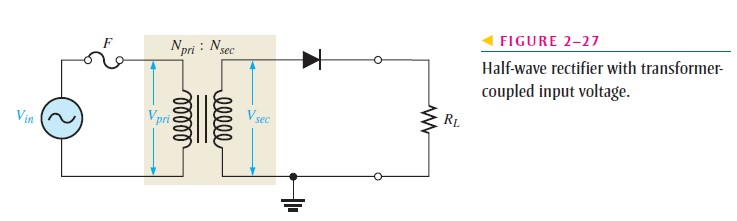 F
Npri : Nsec
Vin
Vpri
Vsec
RL
◄ FIGURE 2–27
Half-wave rectifier with transformer-
coupled input voltage.